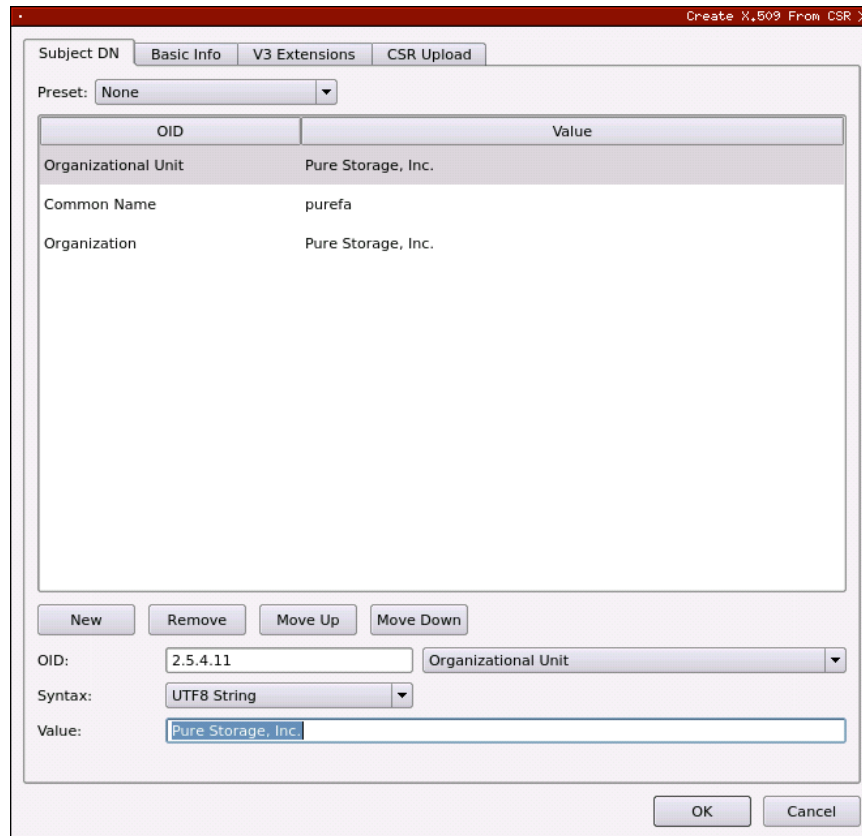 Create X.509 From CSR
Subject DN Basic Info V3 Extensions CSR Upload
Preset: None
OID Value
Organizational Unit Pure Storage, Inc.
Common Name purefa
Organization Pure Storage, Inc.
New Remove Move Up Move Down
OID: 2.5.4.11 Organizational Unit
Syntax: UTF8 String
Value: Pure Storage, Inc.
OK Cancel